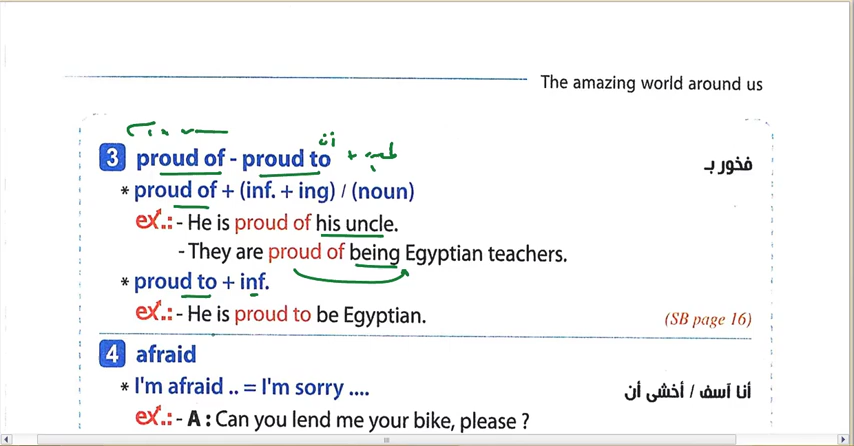 The amazing world around us
3 proud of - proud to فخور بـ
* proud of + (inf. + ing) / (noun)
ex.: - He is proud of his uncle.
- They are proud of being Egyptian teachers.
* proud to + inf.
ex.: - He is proud to be Egyptian. (SB page 16)
4 afraid
* I'm afraid .. = I'm sorry .... أنا آسف / أخشى أن
ex.: - A : Can you lend me your bike, please ?